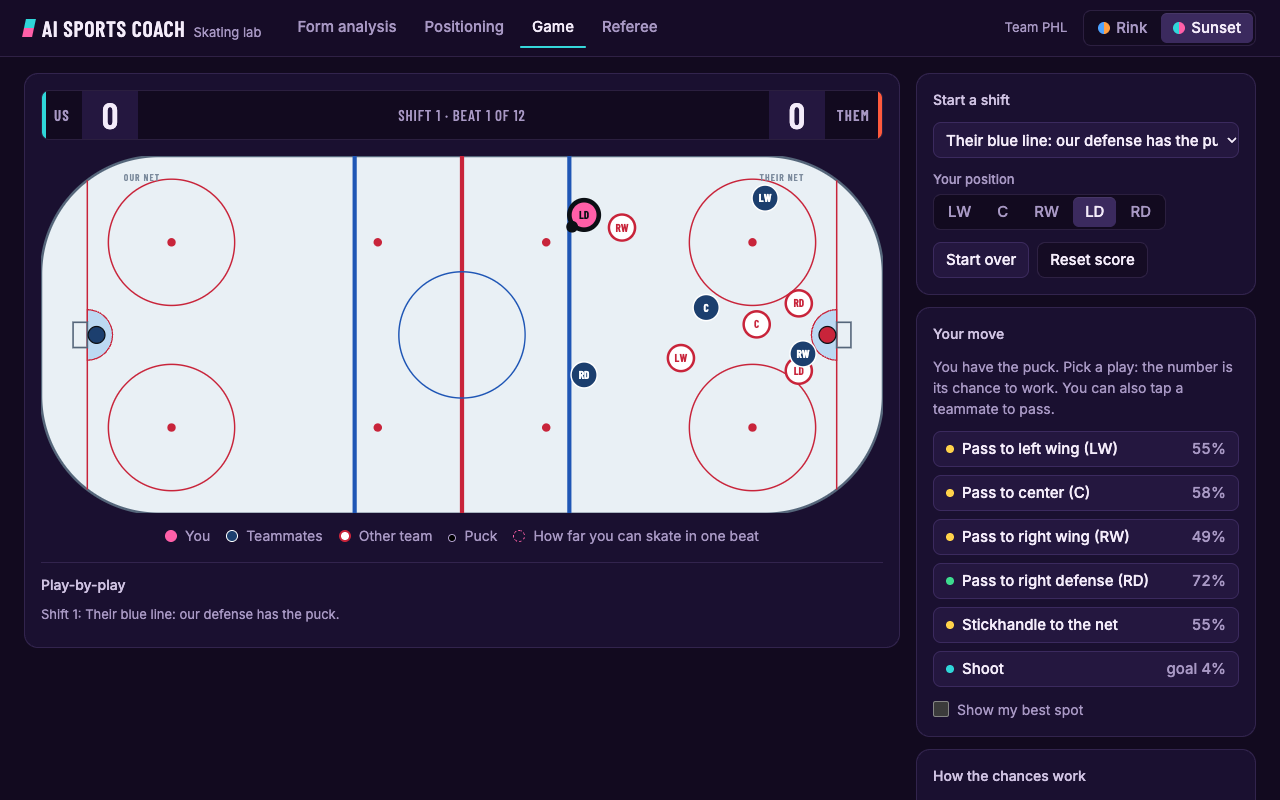 AI SPORTS COACH Skating lab Form analysis Positioning Game Referee Team PHL Rink Sunset
US 0 SHIFT 1 · BEAT 1 OF 12 0 THEM
OUR NET THEIR NET
LW
LD
RW
RD
C
C
LW
RW
LD
RD
You Teammates Other team Puck How far you can skate in one beat
Play-by-play
Shift 1: Their blue line: our defense has the puck.
Start a shift
Their blue line: our defense has the pu
Your position
LW C RW LD RD
Start over Reset score
Your move
You have the puck. Pick a play: the number is
its chance to work. You can also tap a
teammate to pass.
Pass to left wing (LW) 55%
Pass to center (C) 58%
Pass to right wing (RW) 49%
Pass to right defense (RD) 72%
Stickhandle to the net 55%
Shoot goal 4%
Show my best spot
How the chances work